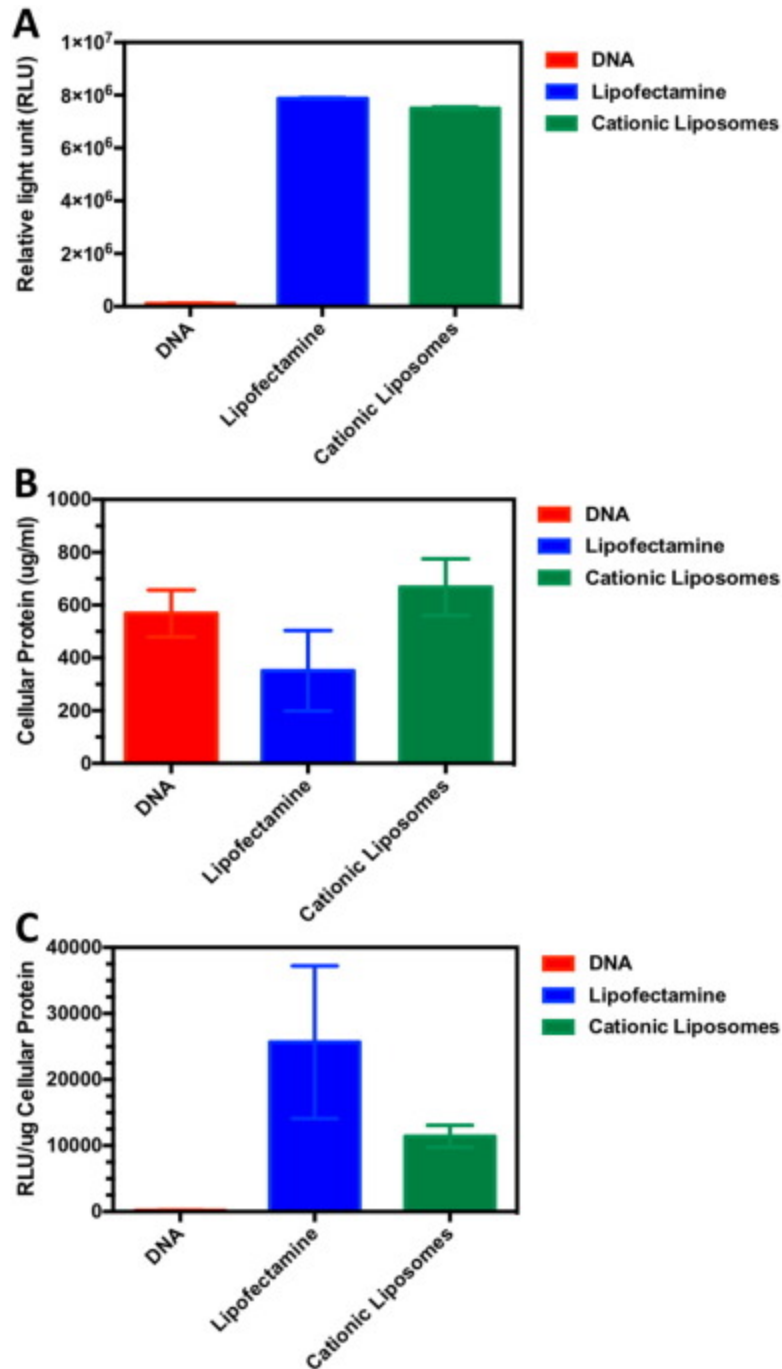 A
Relative light unit (RLU)
1×10⁷
8×10⁶
6×10⁶
4×10⁶
2×10⁶
0
DNA
Lipofectamine
Cationic Liposomes
DNA
Lipofectamine
Cationic Liposomes
B
Cellular Protein (ug/ml)
1000
800
600
400
200
0
DNA
Lipofectamine
Cationic Liposomes
DNA
Lipofectamine
Cationic Liposomes
C
RLU/ug Cellular Protein
40000
30000
20000
10000
0
DNA
Lipofectamine
Cationic Liposomes
DNA
Lipofectamine
Cationic Liposomes